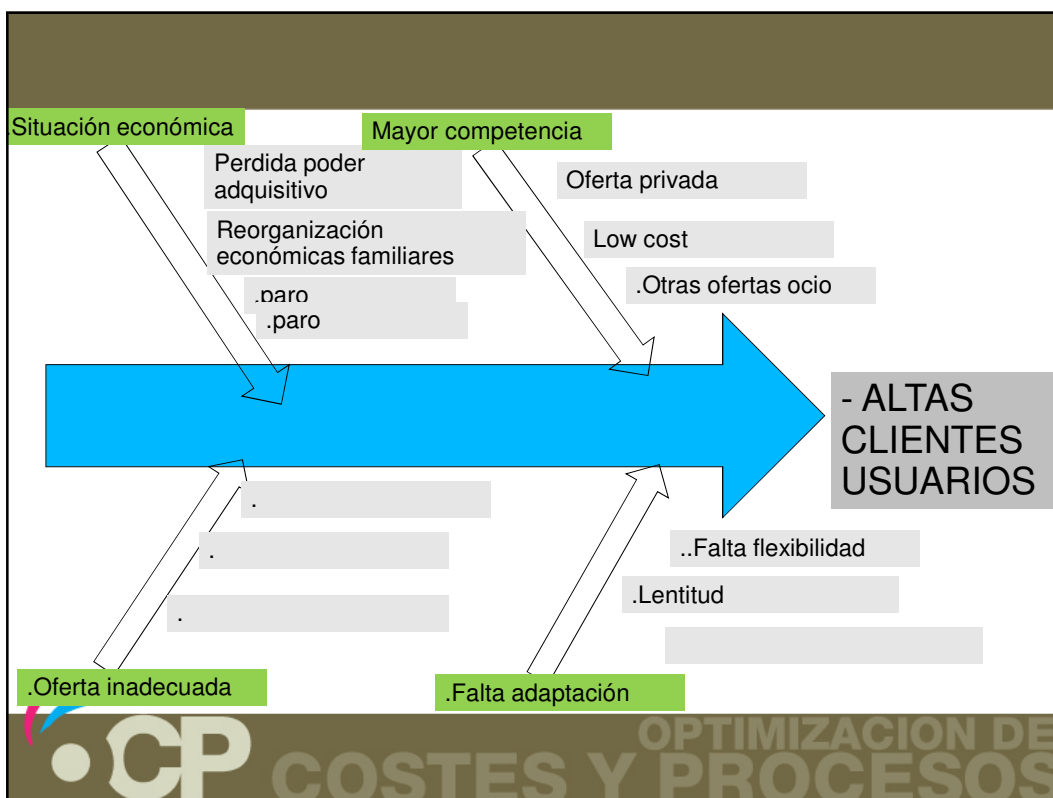 .Situación económica
Mayor competencia
Perdida poder
adquisitivo
Oferta privada
Reorganización
económicas familiares
Low cost
.Otras ofertas ocio
.paro
.paro
- ALTAS
CLIENTES
USUARIOS
.
.
.
..Falta flexibilidad
.Lentitud
.Oferta inadecuada
.Falta adaptación
CP
OPTIMIZACION DE
COSTES Y PROCESOS